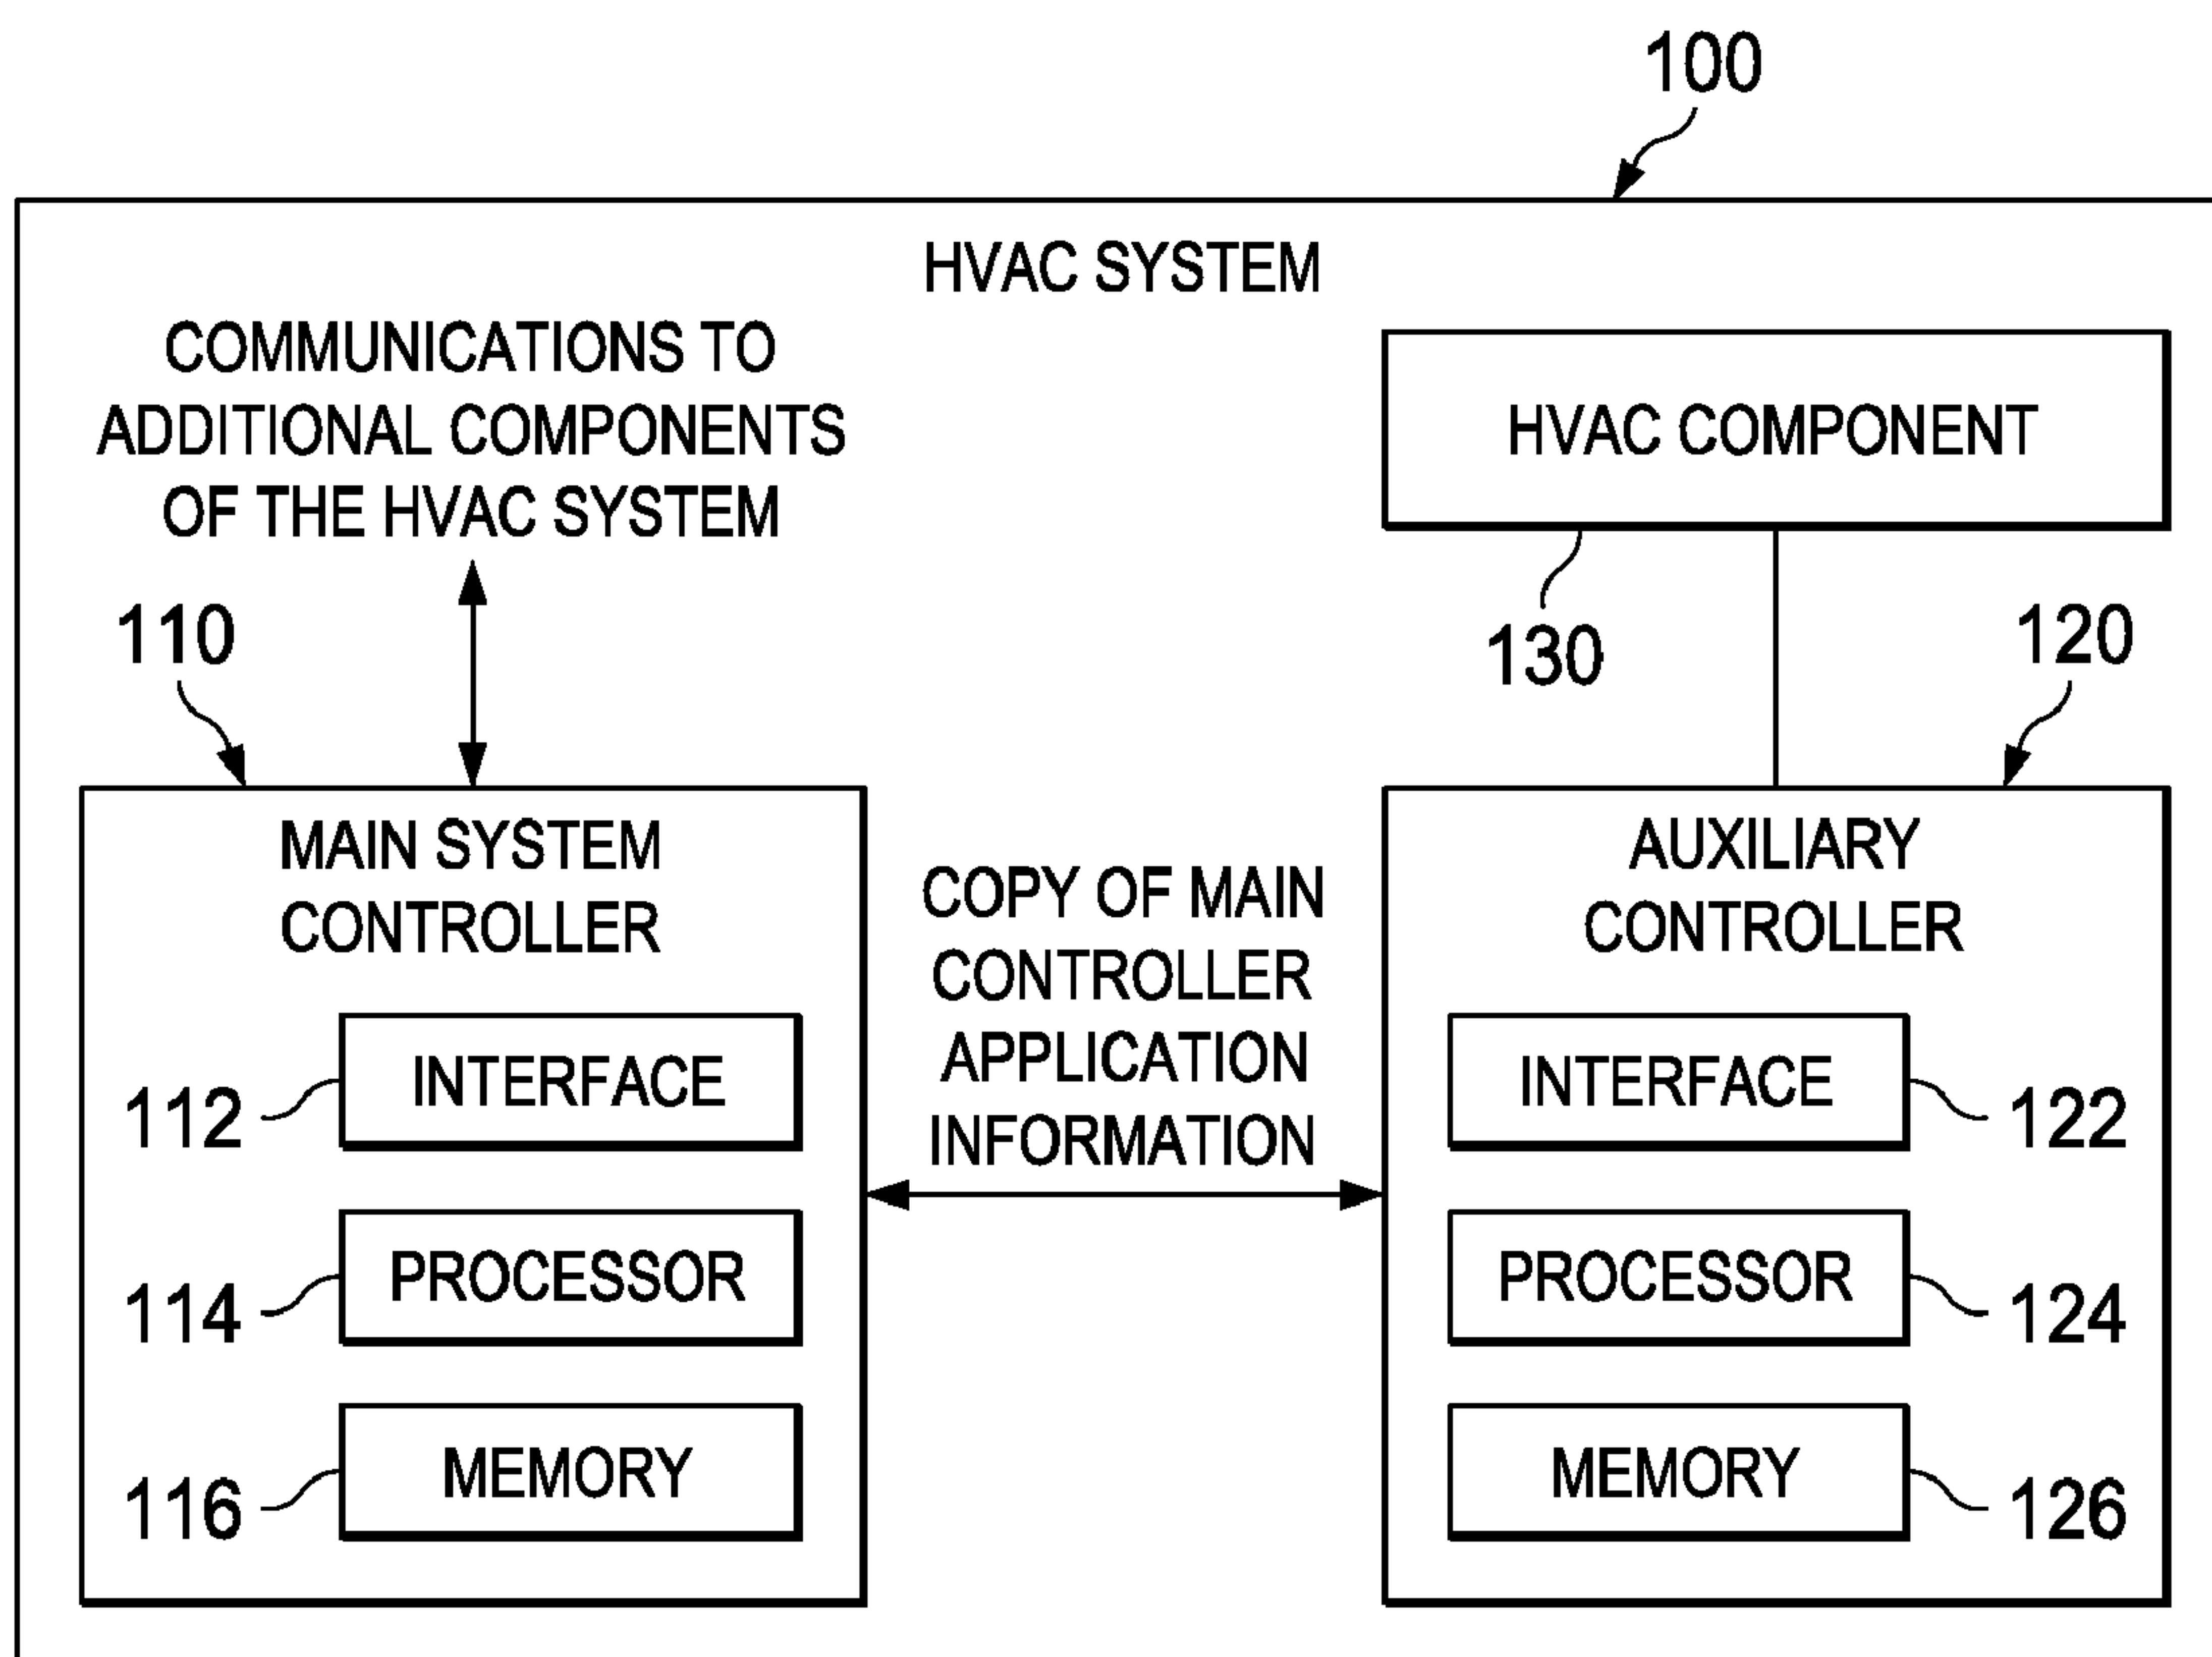 100
HVAC SYSTEM
COMMUNICATIONS TO
ADDITIONAL COMPONENTS
OF THE HVAC SYSTEM
HVAC COMPONENT
130
110
120
MAIN SYSTEM
CONTROLLER
INTERFACE
112
PROCESSOR
114
MEMORY
116
COPY OF MAIN
CONTROLLER
APPLICATION
INFORMATION
AUXILIARY
CONTROLLER
INTERFACE
122
PROCESSOR
124
MEMORY
126